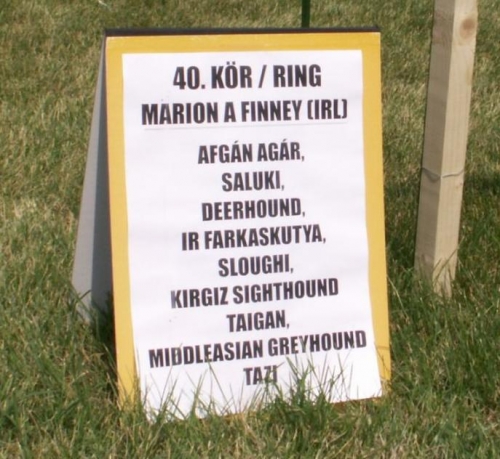 40. KÖR / RING
MARION A FINNEY (IRL)
AFGÁN AGÁR,
SALUKI,
DEERHOUND,
IR FARKASKUTYA,
SLOUGHI,
KIRGIZ SIGHTHOUND
TAIGAN,
MIDDLEASIAN GREYHOUND
TAZI